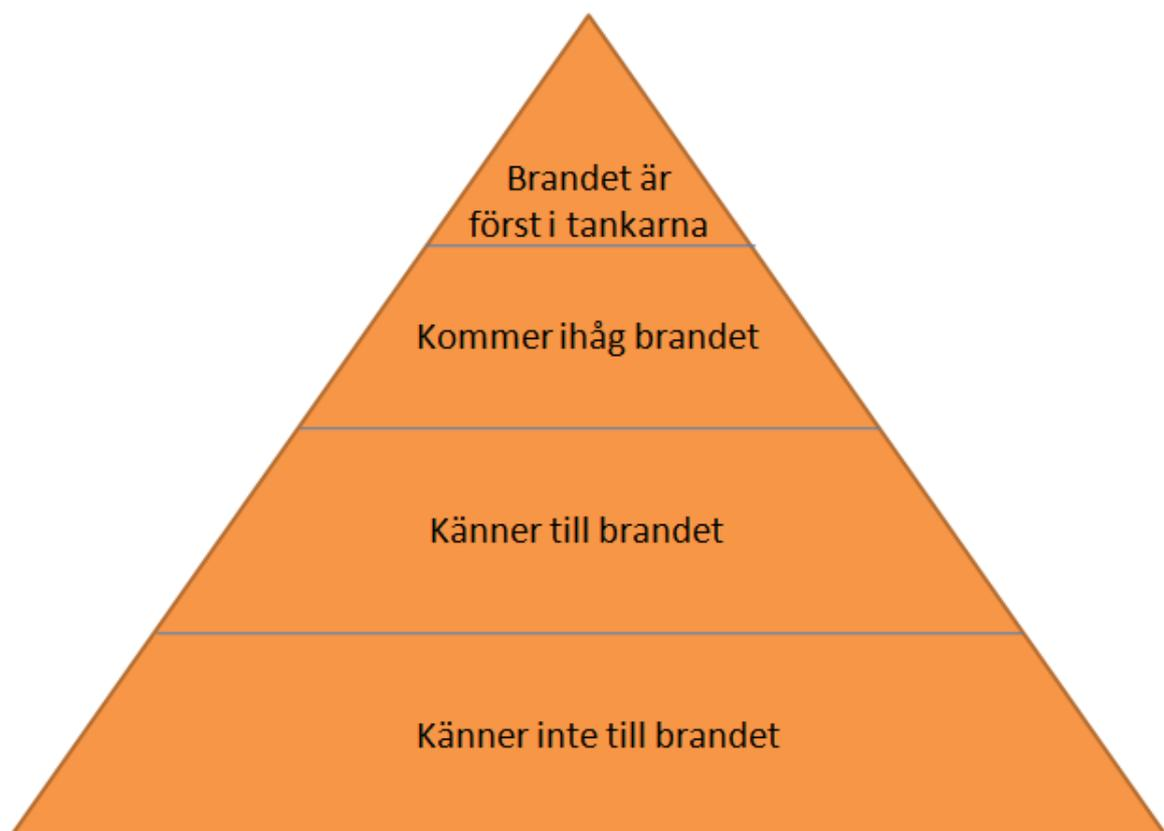 Brandet är
först i tankarna
Kommer ihåg brandet
Känner till brandet
Känner inte till brandet